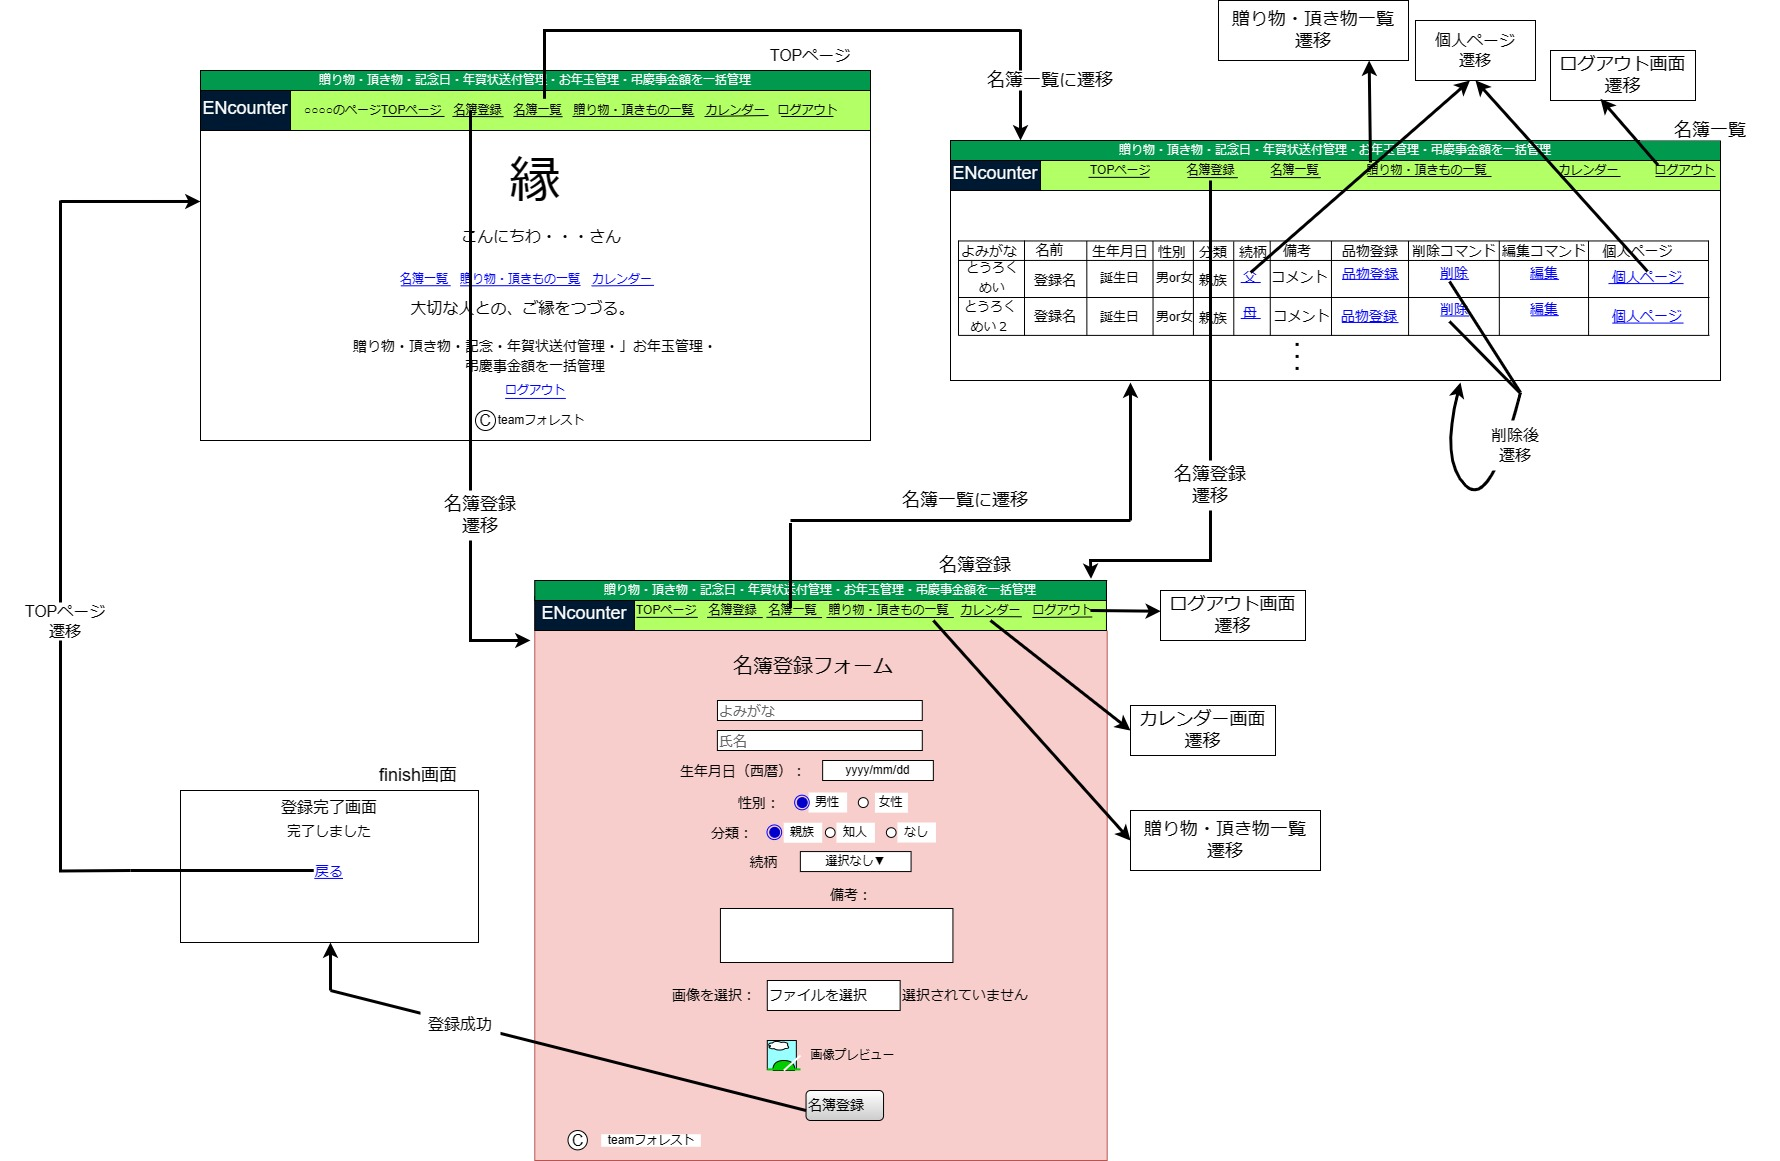 TOPページ
贈り物・頂き物・記念日・年賀状送付管理・お年玉管理・弔慶事金額を一括管理
ENcounter
○○○○のページ
TOPページ
名簿登録
名簿一覧
贈り物・頂きもの一覧
カレンダー
ログアウト
縁
こんにちわ・・・さん
名簿一覧
贈り物・頂きもの一覧
カレンダー
大切な人との、ご縁をつづる。
贈り物・頂き物・記念・年賀状送付管理・」お年玉管理・
弔慶事金額を一括管理
ログアウト
Ⓒ teamフォレスト
名簿一覧に遷移
贈り物・頂き物一覧
遷移
個人ページ
遷移
ログアウト画面
遷移
名簿一覧
贈り物・頂き物・記念日・年賀状送付管理・お年玉管理・弔慶事金額を一括管理
ENcounter
TOPページ
名簿登録
名簿一覧
贈り物・頂きもの一覧
カレンダー
ログアウト
よみがな 名前 生年月日 性別 分類 続柄 備考 品物登録 削除コマンド 編集コマンド 個人ページ
とうろく
めい
登録名 誕生日 男or女 親族 父 コメント 品物登録 削除 編集 個人ページ
とうろく
めい２
登録名 誕生日 男or女 親族 母 コメント 品物登録 削除 編集 個人ページ
⋮
削除後
遷移
名簿登録
遷移
名簿一覧に遷移
名簿登録
遷移
TOPページ
遷移
名簿登録
贈り物・頂き物・記念日・年賀状送付管理・お年玉管理・弔慶事金額を一括管理
ENcounter
TOPページ
名簿登録
名簿一覧
贈り物・頂きもの一覧
カレンダー
ログアウト
ログアウト画面
遷移
カレンダー画面
遷移
贈り物・頂き物一覧
遷移
名簿登録フォーム
よみがな
氏名
生年月日（西暦）： yyyy/mm/dd
性別： 男性 女性
分類： 親族 知人 なし
続柄 選択なし▼
備考：
画像を選択： ファイルを選択 選択されていません
画像プレビュー
名簿登録
Ⓒ teamフォレスト
finish画面
登録完了画面
完了しました
戻る
登録成功